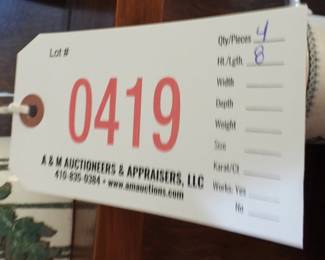 Lot #
0419
A & M AUCTIONEERS & APPRAISERS, LLC
410-835-0384 • www.amauctions.com
Qty/Pieces 4
Ht./Lgth. 8
Width
Depth
Weight
Size
Karat/Ct
Works: Yes
No